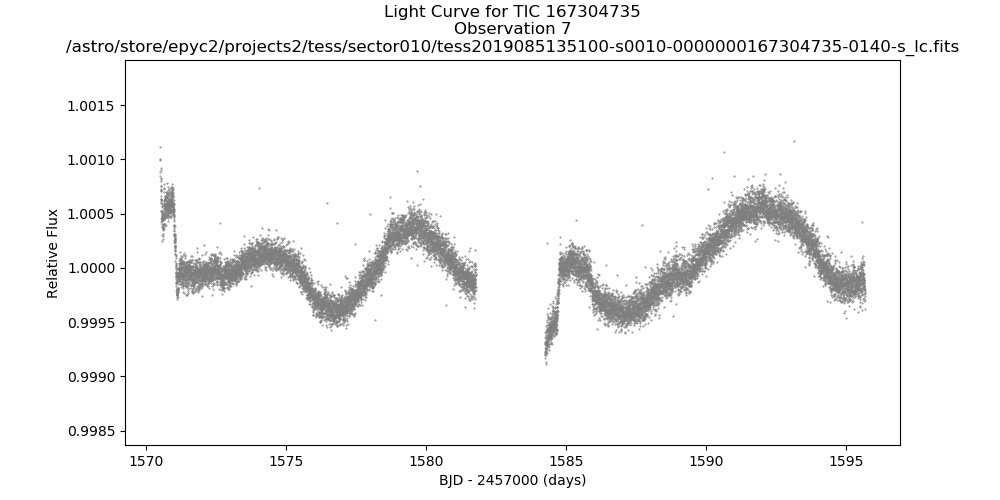 Light Curve for TIC 167304735
Observation 7
/astro/store/epyc2/projects2/tess/sector010/tess2019085135100-s0010-0000000167304735-0140-s_lc.fits
1.0015
1.0010
1.0005
1.0000
0.9995
0.9990
0.9985
Relative Flux
1570 1575 1580 1585 1590 1595
BJD - 2457000 (days)